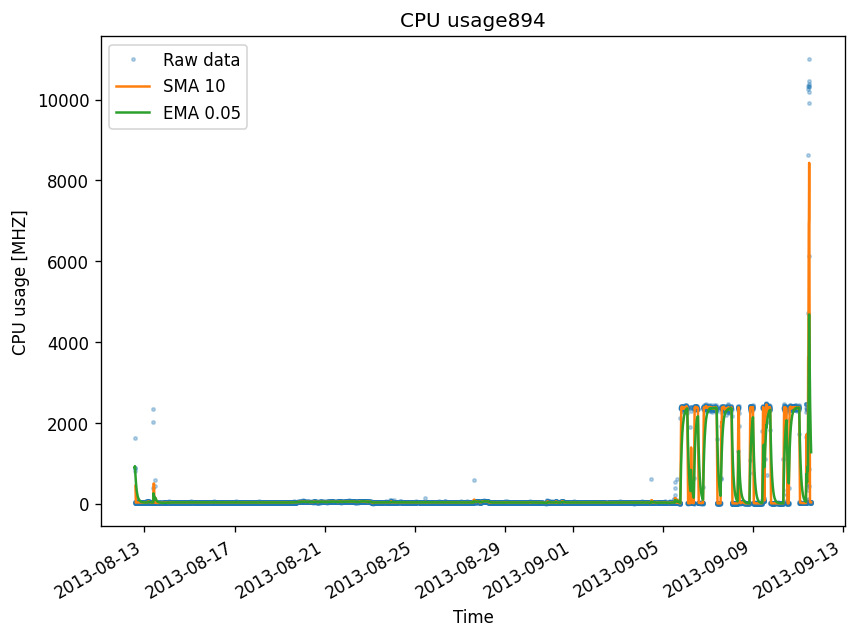 CPU usage894
Raw data
SMA 10
EMA 0.05
CPU usage [MHZ]
10000
8000
6000
4000
2000
0
2013-08-13
2013-08-17
2013-08-21
2013-08-25
2013-08-29
2013-09-01
2013-09-05
2013-09-09
2013-09-13
Time